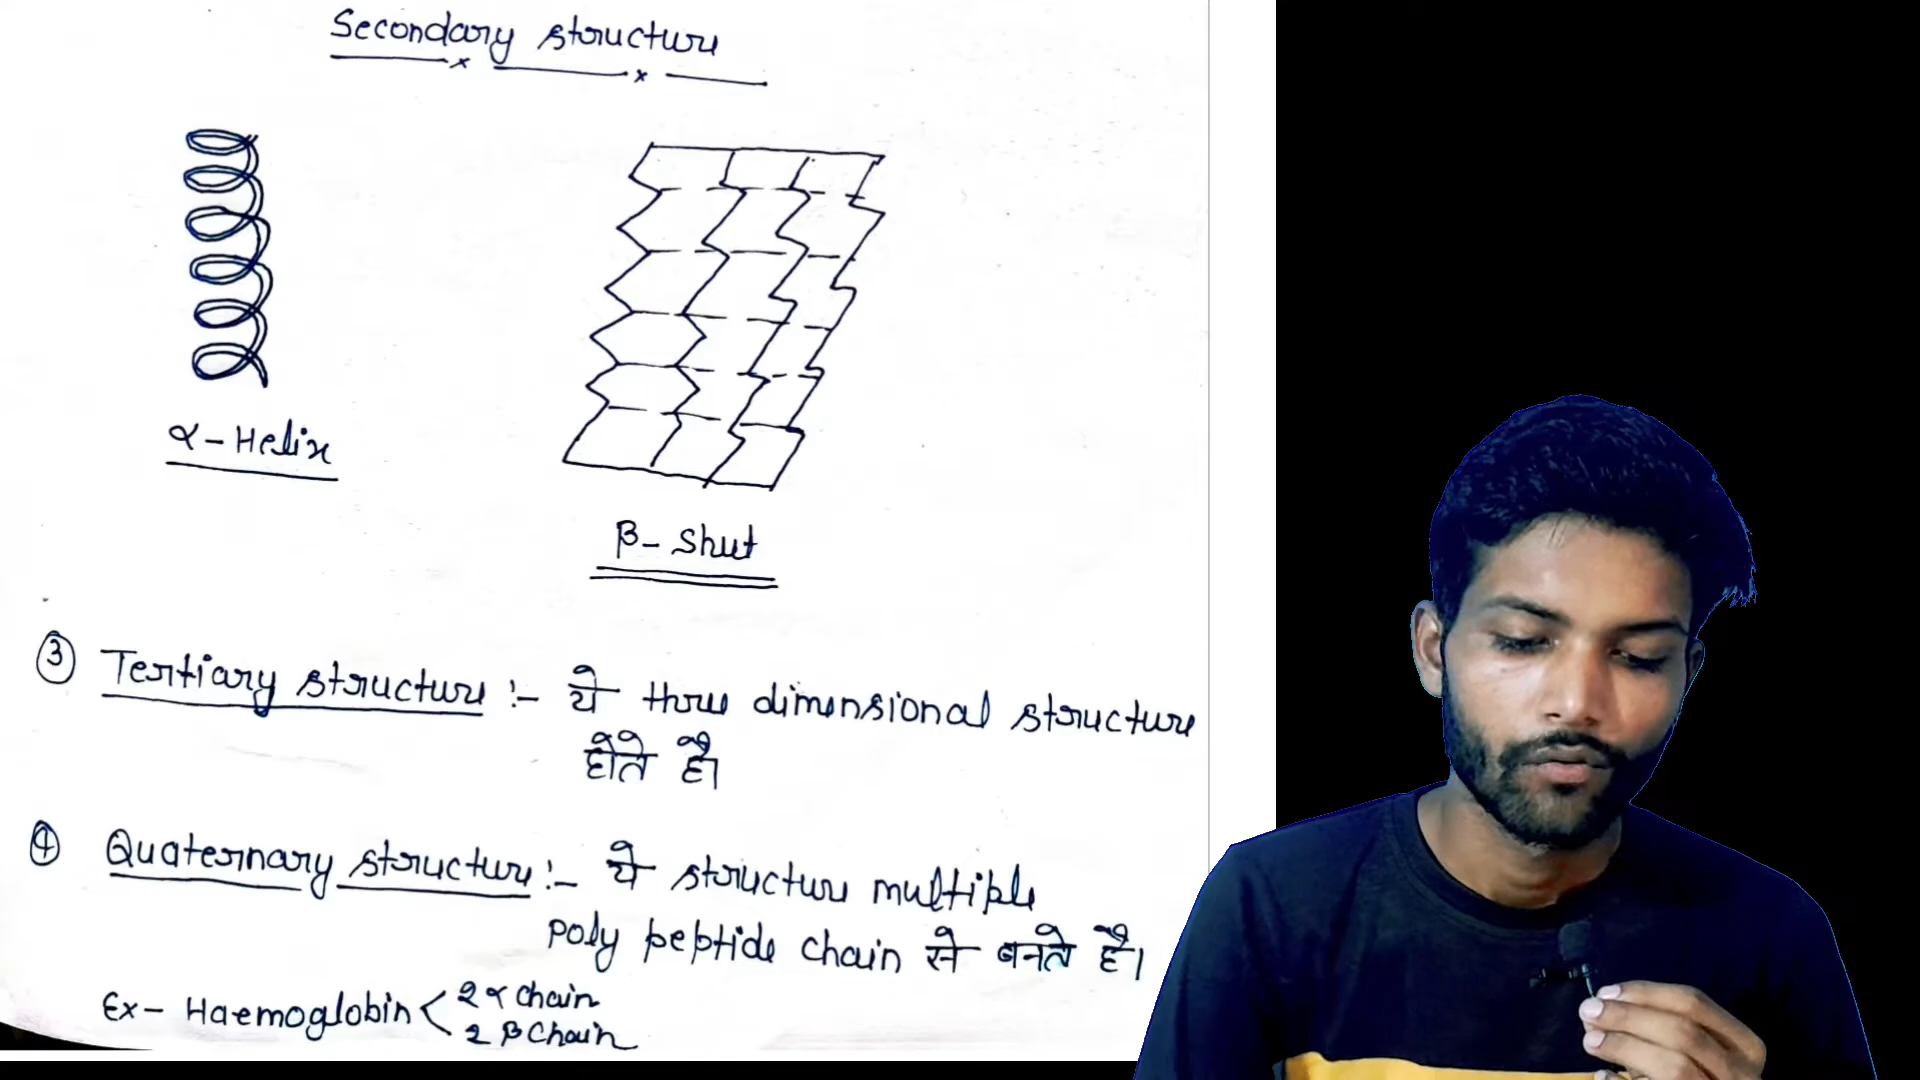 Secondary structure
α-Helix
β-Sheet
③ Tertiary structure :- ये three dimensional structure
होते है।
④ Quaternary structure :- ये structure multiple
poly peptide chain से बनते है।
Ex- Haemoglobin < 2 α chain
2 β Chain